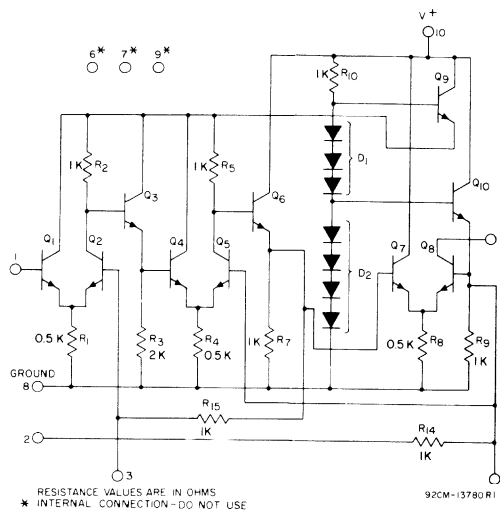 V+
10
6* 7* 9*
1K R10
Q9
1K R2
1K R5
D1
Q3
Q6
Q10
Q1 Q2 Q4 Q5
Q7 Q8
1
D2
0.5K R1
R3 2K
R4 0.5K
1K R7
0.5K R8
R9 1K
GROUND
8
R15
1K
R14
1K
2
3
RESISTANCE VALUES ARE IN OHMS
* INTERNAL CONNECTION-DO NOT USE
92CM-13780R1